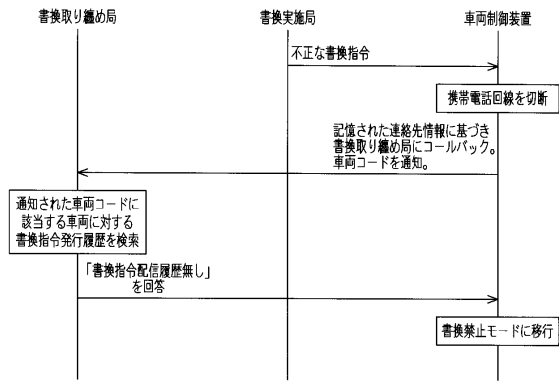 書換取り纏め局
書換実施局
車両制御装置
不正な書換指令
携帯電話回線を切断
記憶された連絡先情報に基づき
書換取り纏め局にコールバック。
車両コードを通知。
通知された車両コードに
該当する車両に対する
書換指令発行履歴を検索
「書換指令配信履歴無し」
を回答
書換禁止モードに移行